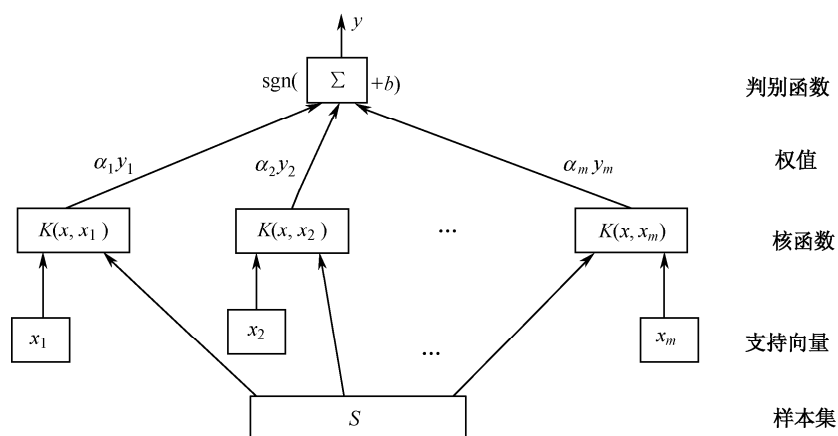 y
sgn( Σ +b) 判别函数
α₁y₁ α₂y₂ αₘyₘ 权值
K(x, x₁) K(x, x₂) ... K(x, xₘ) 核函数
x₁ x₂ ... xₘ 支持向量
S 样本集